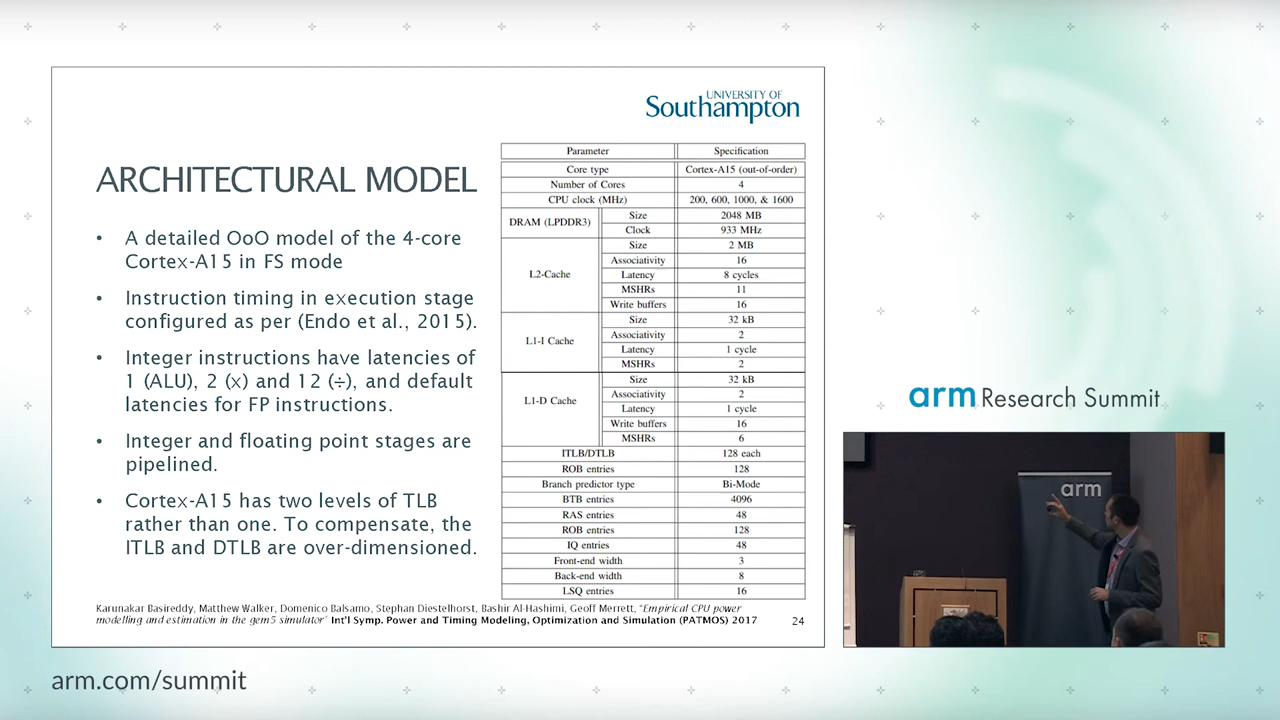 UNIVERSITY OF
Southampton
ARCHITECTURAL MODEL
• A detailed OoO model of the 4-core
Cortex-A15 in FS mode
• Instruction timing in execution stage
configured as per (Endo et al., 2015).
• Integer instructions have latencies of
1 (ALU), 2 (x) and 12 (÷), and default
latencies for FP instructions.
• Integer and floating point stages are
pipelined.
• Cortex-A15 has two levels of TLB
rather than one. To compensate, the
ITLB and DTLB are over-dimensioned.
Parameter Specification
Core type Cortex-A15 (out-of-order)
Number of Cores 4
CPU clock (MHz) 200, 600, 1000, & 1600
DRAM (LPDDR3) Size 2048 MB
Clock 933 MHz
L2-Cache Size 2 MB
Associativity 16
Latency 8 cycles
MSHRs 11
Write buffers 16
L1-I Cache Size 32 kB
Associativity 2
Latency 1 cycle
MSHRs 2
L1-D Cache Size 32 kB
Associativity 2
Latency 1 cycle
Write buffers 16
MSHRs 6
ITLB/DTLB 128 each
ROB entries 128
Branch predictor type Bi-Mode
BTB entries 4096
RAS entries 48
ROB entries 128
IQ entries 48
Front-end width 3
Back-end width 8
LSQ entries 16
Karunakar Basireddy, Matthew Walker, Domenico Balsamo, Stephan Diestelhorst, Bashir Al-Hashimi, Geoff Merrett, "Empirical CPU power
modelling and estimation in the gem5 simulator" Int'l Symp. Power and Timing Modeling, Optimization and Simulation (PATMOS) 2017
24
arm Research Summit
arm
arm.com/summit